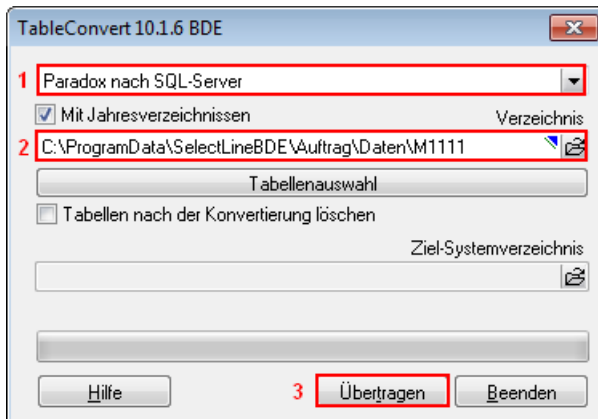 TableConvert 10.1.6 BDE
1 Paradox nach SQL-Server
Mit Jahresverzeichnissen Verzeichnis
2 C:\ProgramData\SelectLineBDE\Auftrag\Daten\M1111
Tabellenauswahl
Tabellen nach der Konvertierung löschen
Ziel-Systemverzeichnis
Hilfe 3 Übertragen Beenden